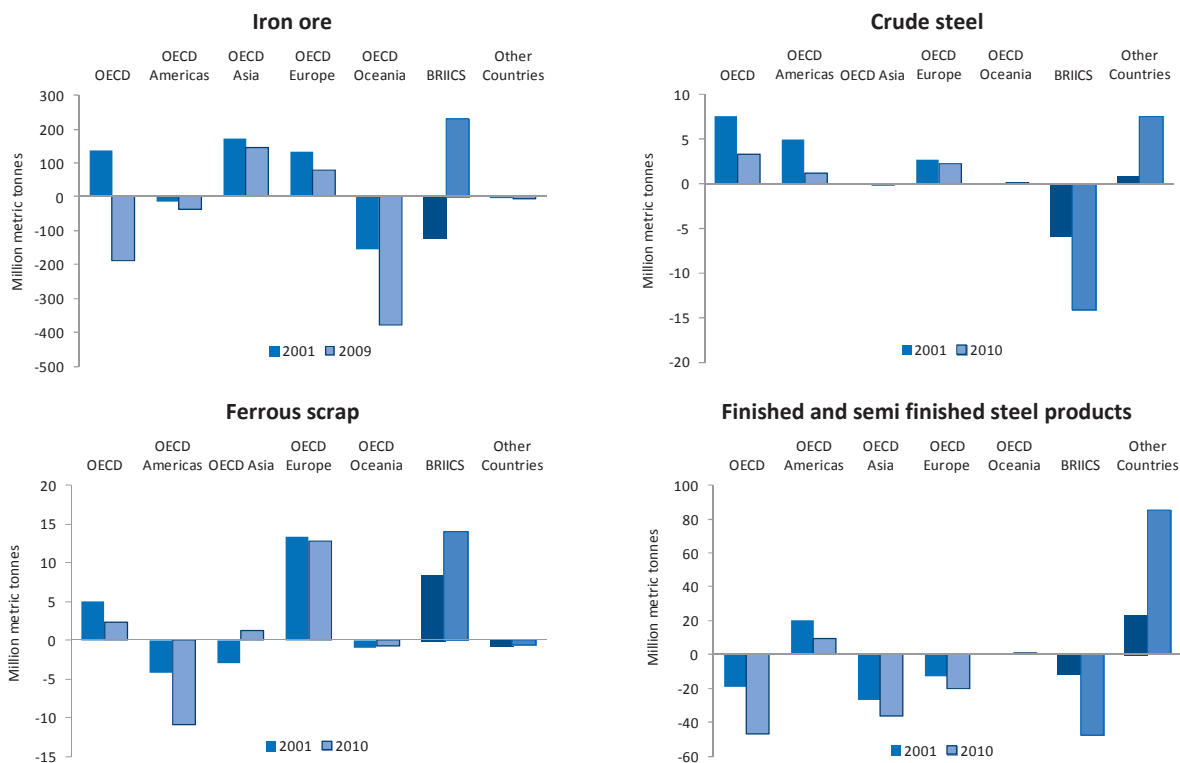 Iron ore
OECD
OECD Americas
OECD Asia
OECD Europe
OECD Oceania
BRIICS
Other Countries
Million metric tonnes
300
200
100
0
-100
-200
-300
-400
-500
2001 2009
Crude steel
OECD
OECD Americas
OECD Asia
OECD Europe
OECD Oceania
BRIICS
Other Countries
Million metric tonnes
10
5
0
-5
-10
-15
-20
2001 2010
Ferrous scrap
OECD
OECD Americas
OECD Asia
OECD Europe
OECD Oceania
BRIICS
Other Countries
Million metric tonnes
20
15
10
5
0
-5
-10
-15
2001 2010
Finished and semi finished steel products
OECD
OECD Americas
OECD Asia
OECD Europe
OECD Oceania
BRIICS
Other Countries
Million metric tonnes
100
80
60
40
20
0
-20
-40
-60
2001 2010